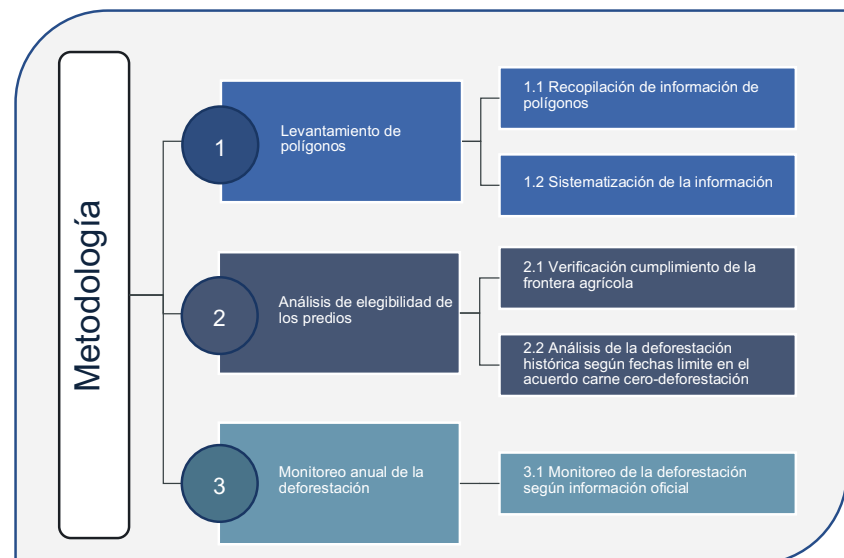 Metodología
1
Levantamiento de
polígonos
1.1 Recopilación de información de
polígonos
1.2 Sistematización de la información
2
Análisis de elegibilidad de
los predios
2.1 Verificación cumplimiento de la
frontera agrícola
2.2 Análisis de la deforestación
histórica según fechas limite en el
acuerdo carne cero-deforestación
3
Monitoreo anual de la
deforestación
3.1 Monitoreo de la deforestación
según información oficial